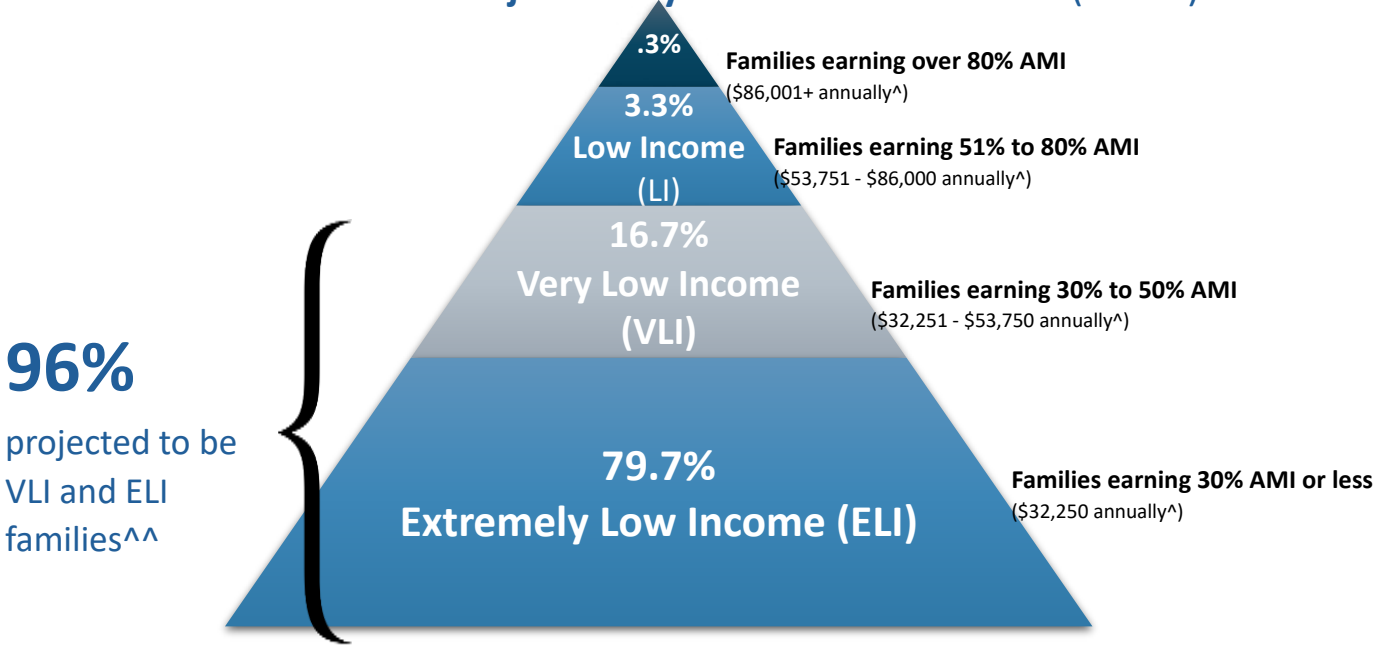 .3%
Families earning over 80% AMI
($86,001+ annually^)
3.3%
Low Income
(LI)
Families earning 51% to 80% AMI
($53,751 - $86,000 annually^)
16.7%
Very Low Income
(VLI)
Families earning 30% to 50% AMI
($32,251 - $53,750 annually^)
96%
projected to be
VLI and ELI
families^^
79.7%
Extremely Low Income (ELI)
Families earning 30% AMI or less
($32,250 annually^)